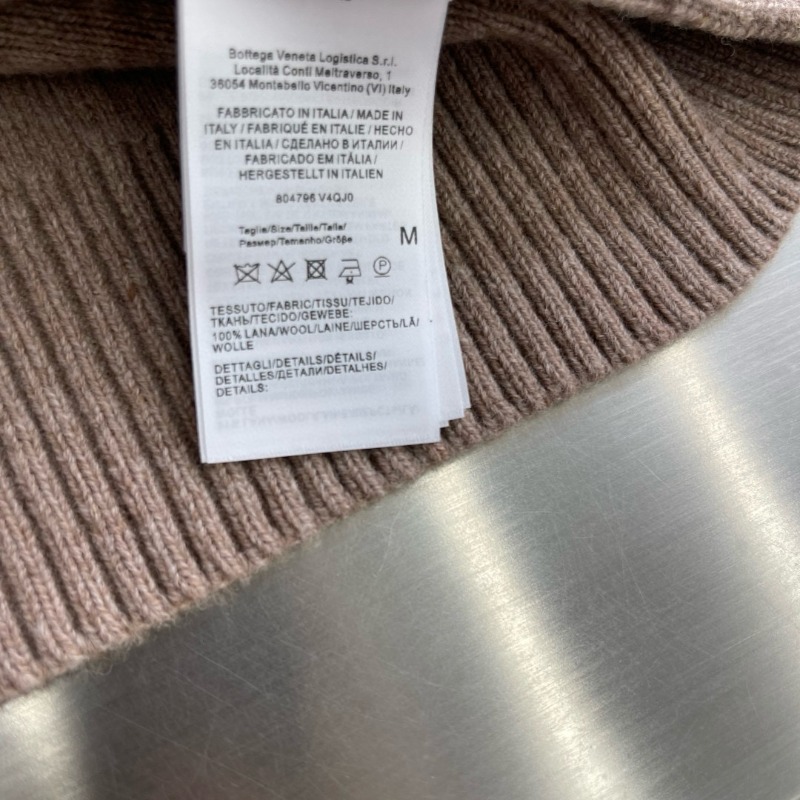 Bottega Veneta Logistica S.r.l.
Località Conti Maltraverso, 1
36054 Montebello Vicentino (VI) Italy
FABBRICATO IN ITALIA / MADE IN
ITALY / FABRIQUÉ EN ITALIE / HECHO
EN ITALIA / СДЕЛАНО В ИТАЛИИ /
FABRICADO EM ITÁLIA /
HERGESTELLT IN ITALIEN
804796 V4QJ0
Taglia/Size/Taille/Talla/
Размер/Tamanho/Größe M
P
TESSUTO/FABRIC/TISSU/TEJIDO/
ТКАНЬ/TECIDO/GEWEBE:
100% LANA/WOOL/LAINE/ШЕРСТЬ/LÃ/
WOLLE
DETTAGLI/DETAILS/DÉTAILS/
DETALLES/ДЕТАЛИ/DETALHES/
DETAILS: